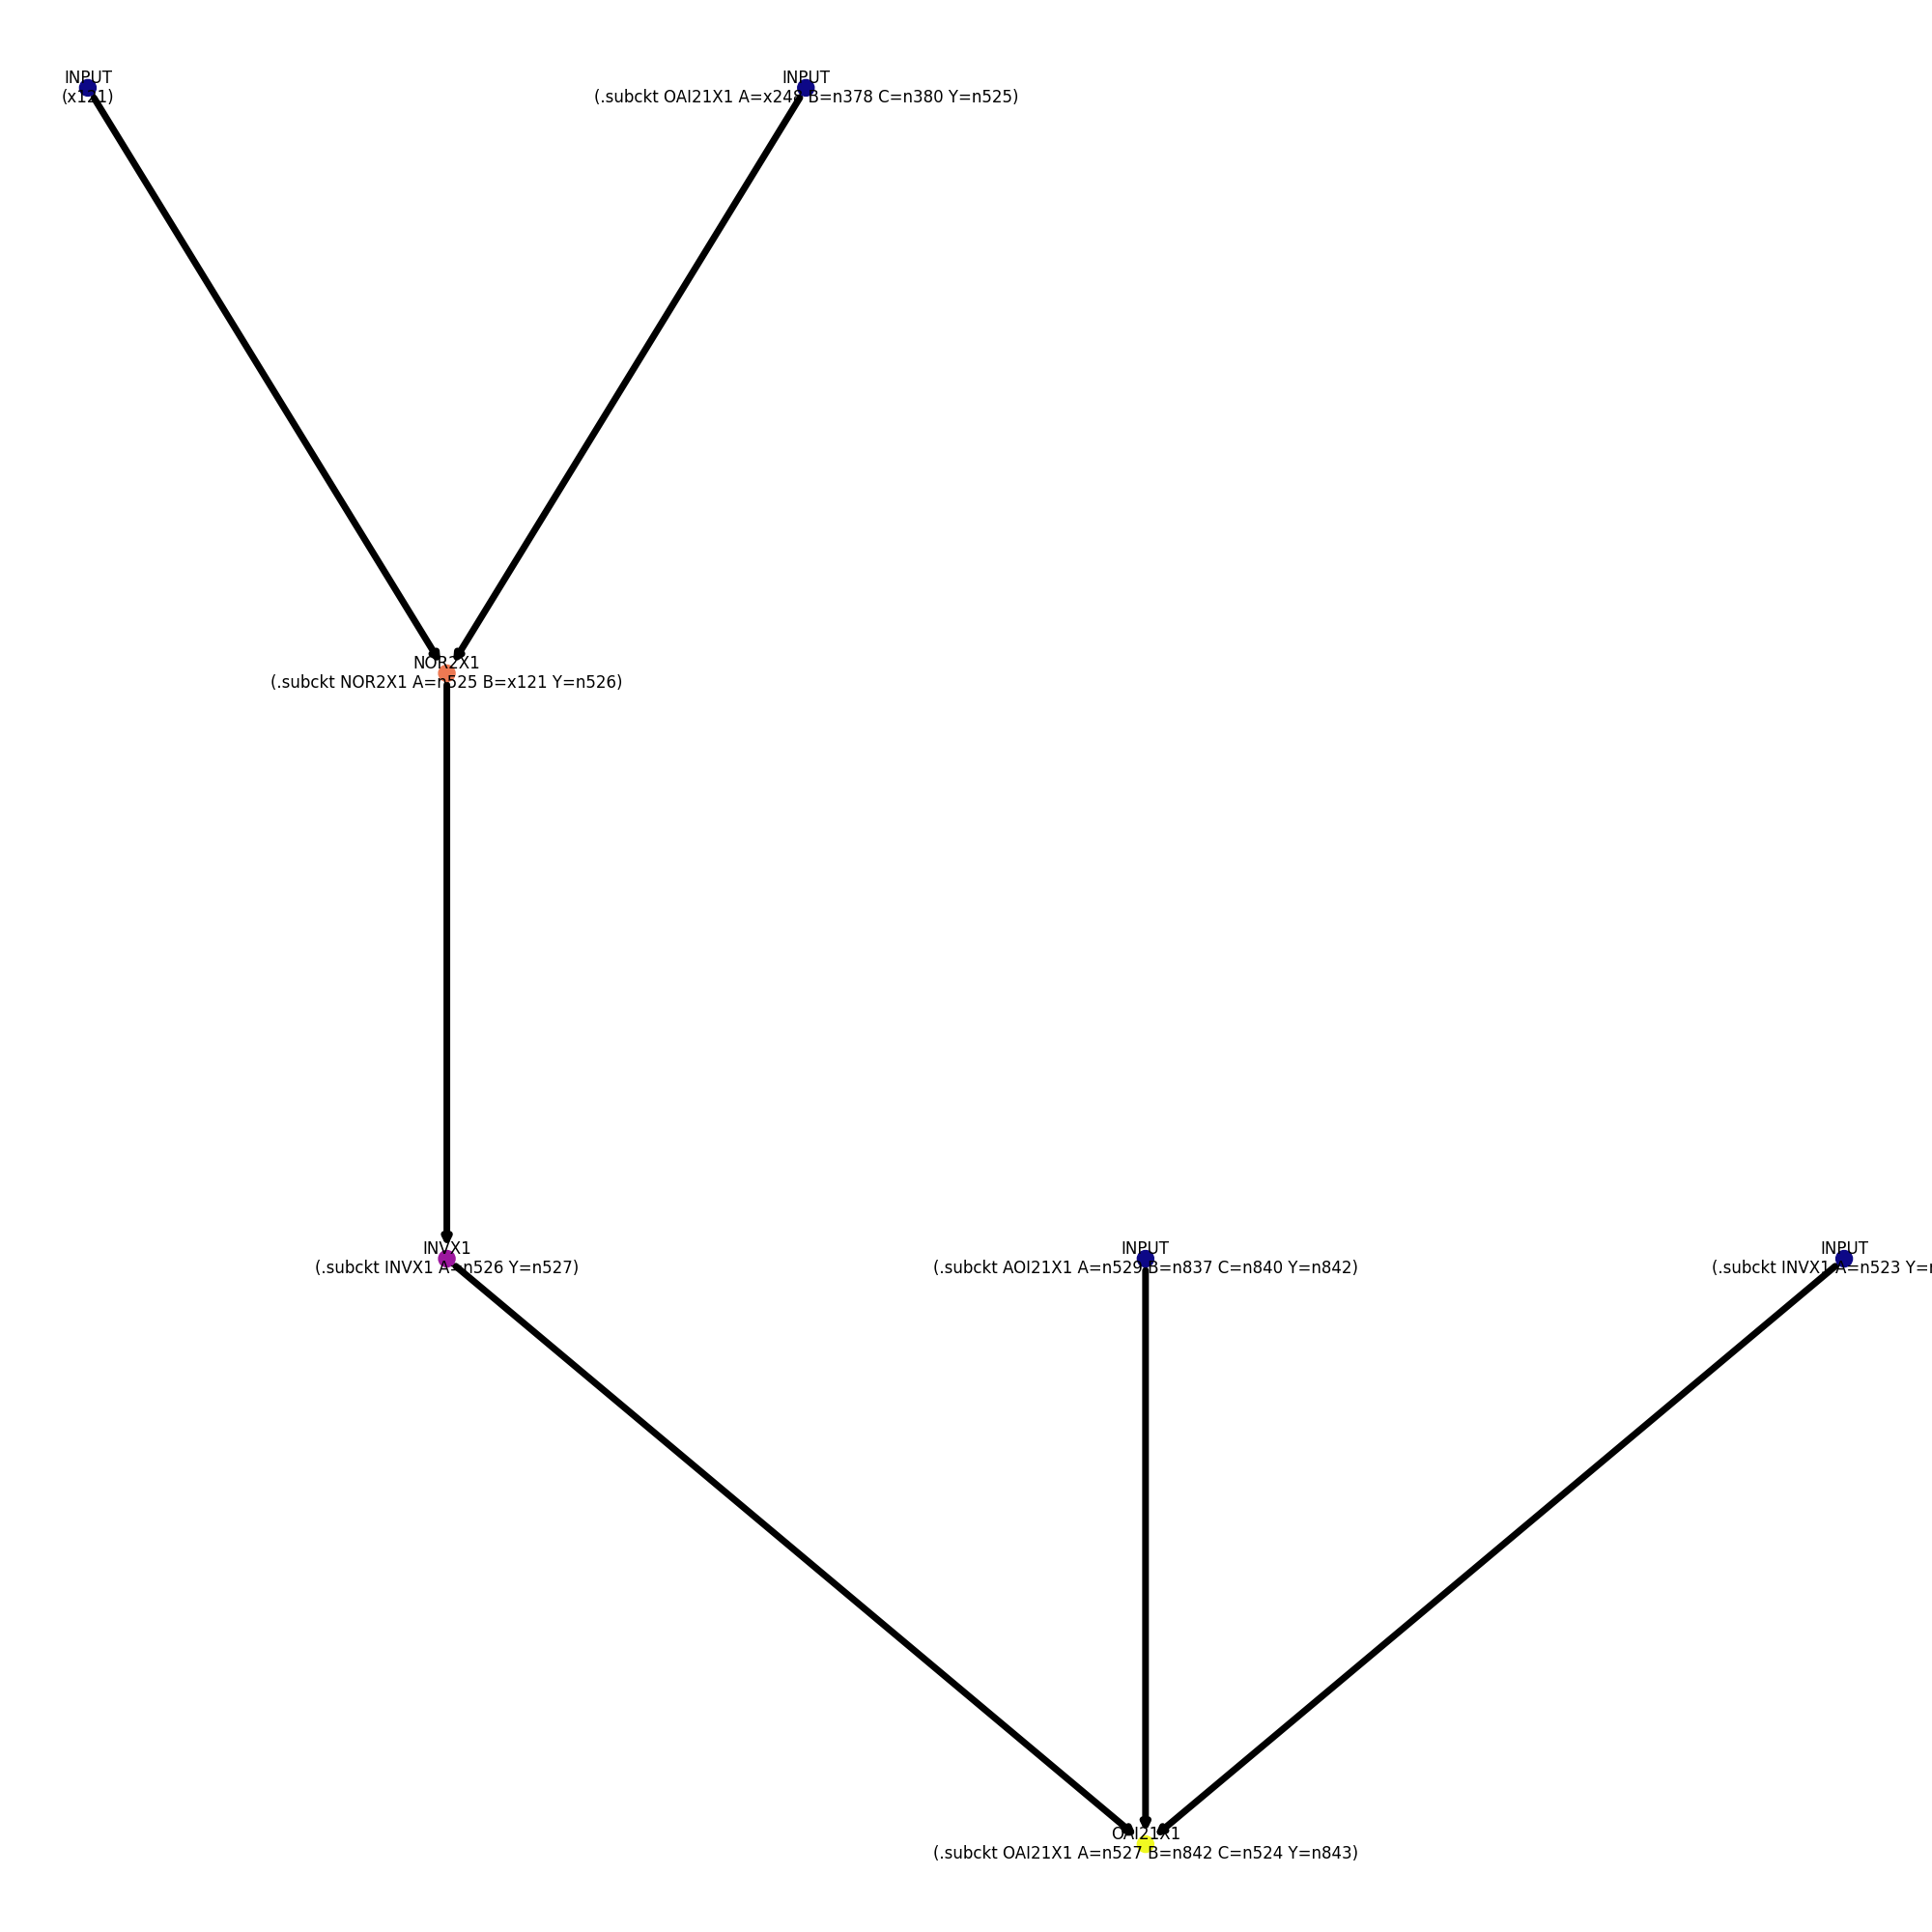 INPUT
(x121)
INPUT
(.subckt OAI21X1 A=x248 B=n378 C=n380 Y=n525)
NOR2X1
(.subckt NOR2X1 A=n525 B=x121 Y=n526)
INVX1
(.subckt INVX1 A=n526 Y=n527)
INPUT
(.subckt AOI21X1 A=n529 B=n837 C=n840 Y=n842)
INPUT
(.subckt INVX1 A=n523
OAI21X1
(.subckt OAI21X1 A=n527 B=n842 C=n524 Y=n843)